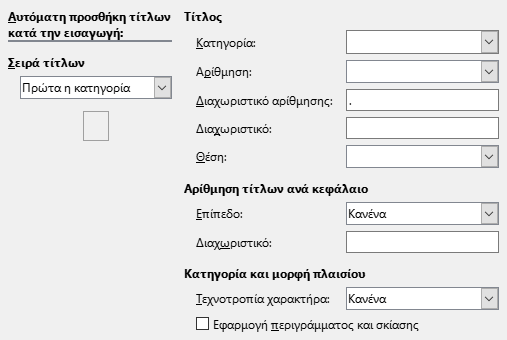 Αυτόματη προσθήκη τίτλων
κατά την εισαγωγή:
Σειρά τίτλων
Πρώτα η κατηγορία
Τίτλος
Κατηγορία:
Αρίθμηση:
Διαχωριστικό αρίθμησης: .
Διαχωριστικό:
Θέση:
Αρίθμηση τίτλων ανά κεφάλαιο
Επίπεδο: Κανένα
Διαχωριστικό:
Κατηγορία και μορφή πλαισίου
Τεχνοτροπία χαρακτήρα: Κανένα
Εφαρμογή περιγράμματος και σκίασης